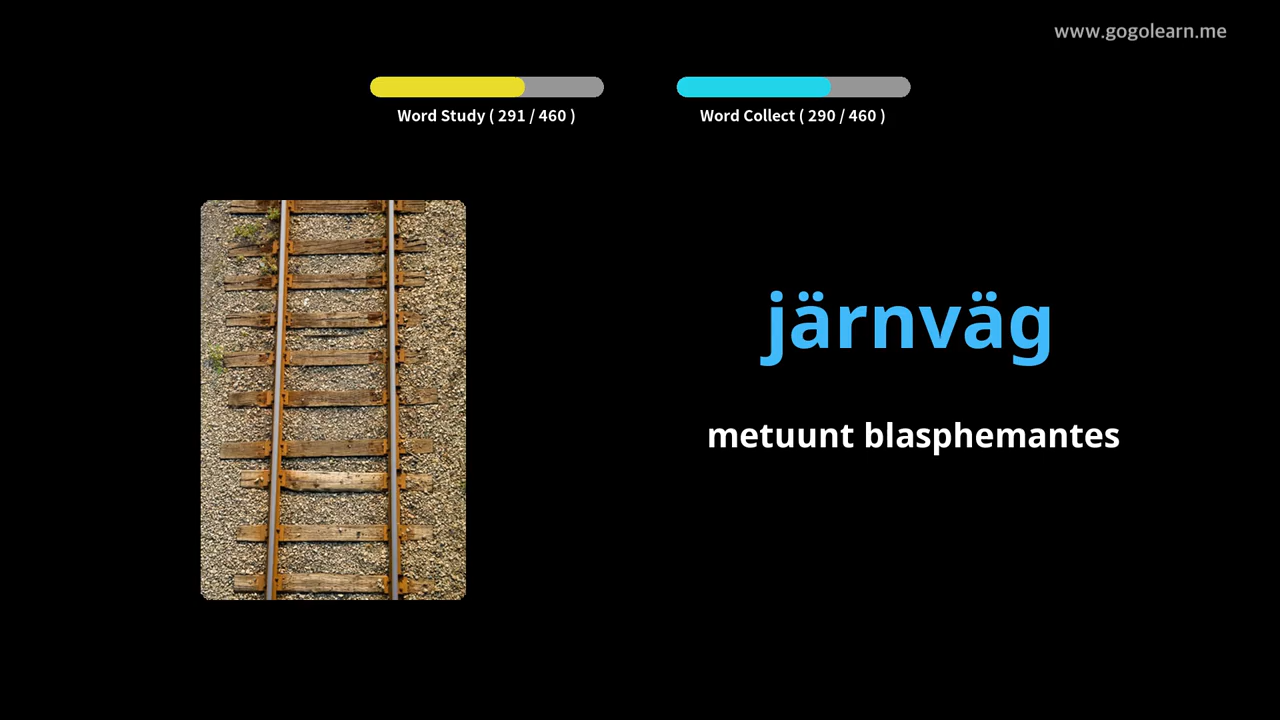 www.gogolearn.me
Word Study ( 291 / 460 )
Word Collect ( 290 / 460 )
järnväg
metuunt blasphemantes